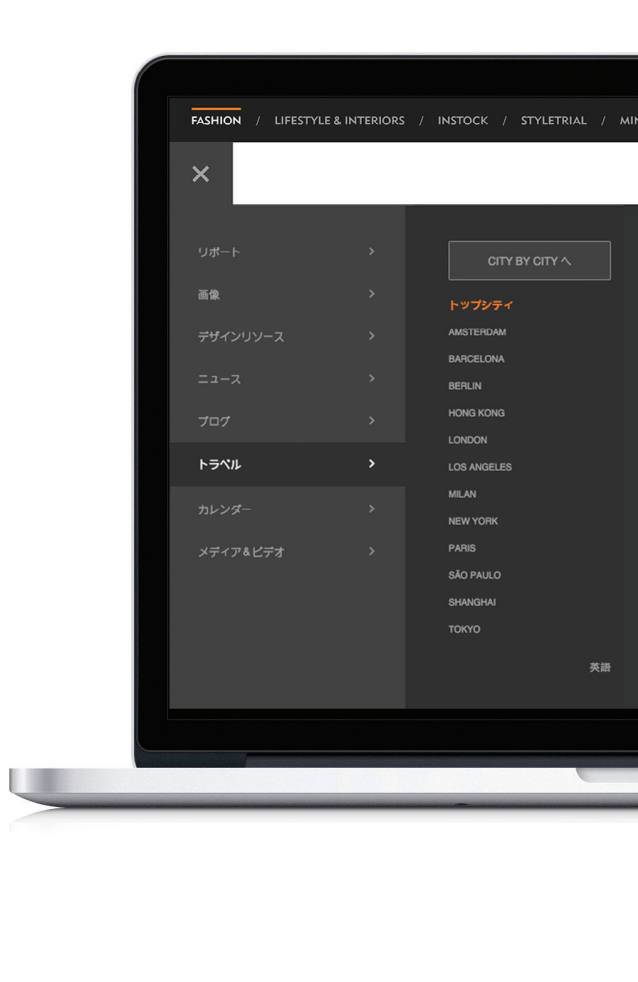 FASHION / LIFESTYLE & INTERIORS / INSTOCK / STYLETRIAL / MIN
リポート
画像
デザインリソース
ニュース
ブログ
トラベル
カレンダー
メディア&ビデオ
CITY BY CITY へ
トップシティ
AMSTERDAM
BARCELONA
BERLIN
HONG KONG
LONDON
LOS ANGELES
MILAN
NEW YORK
PARIS
SÃO PAULO
SHANGHAI
TOKYO
英語